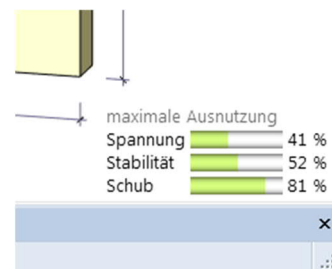 maximale Ausnutzung
Spannung 41 %
Stabilität 52 %
Schub 81 %